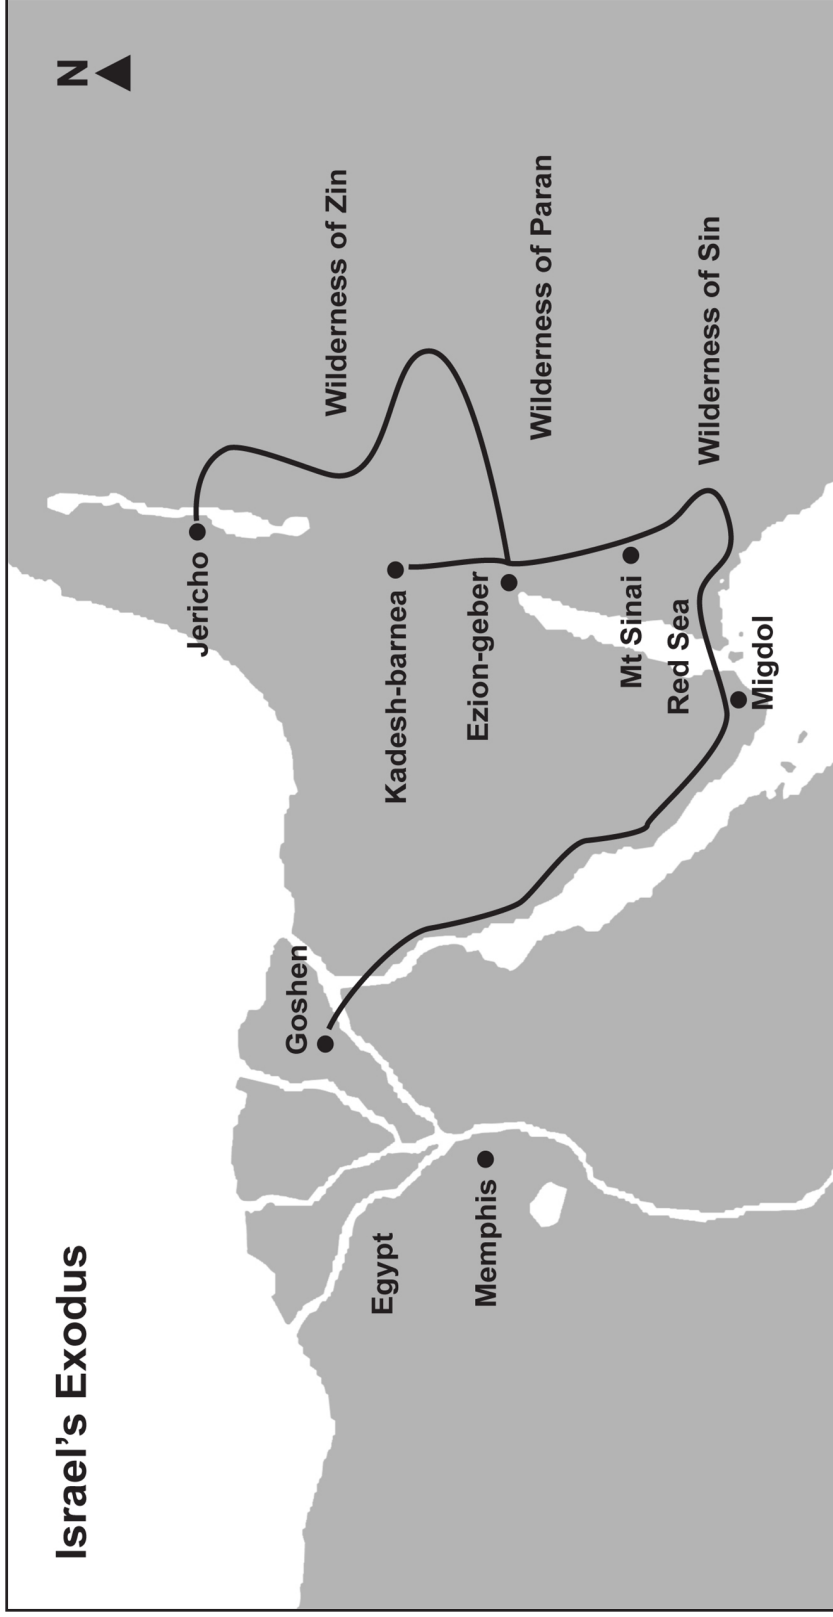 Israel’s Exodus
N
Jericho
Goshen
Wilderness of Zin
Egypt
Kadesh-barnea
Memphis
Ezion-geber
Wilderness of Paran
Mt Sinai
Red Sea
Wilderness of Sin
Migdol